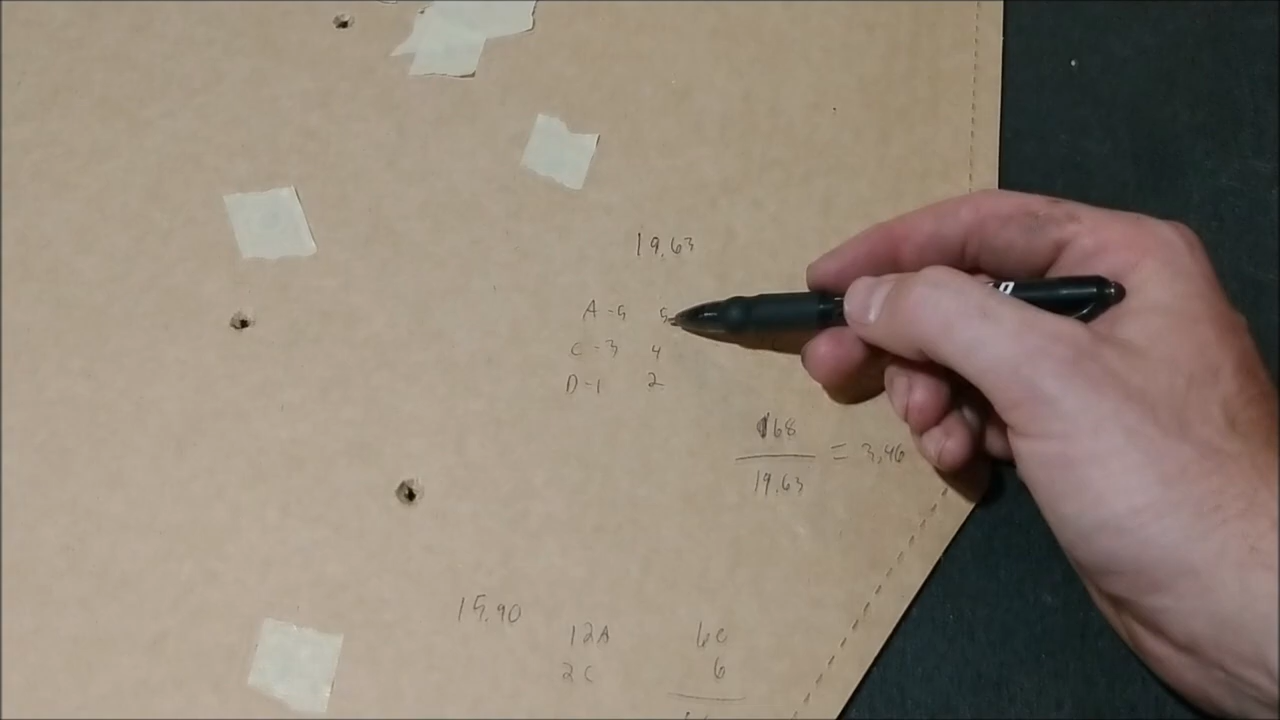 19.63
A-5 5
C-3 4
D-1 2
68
19.63
= 3.46
15.90
12A 60
2C 6